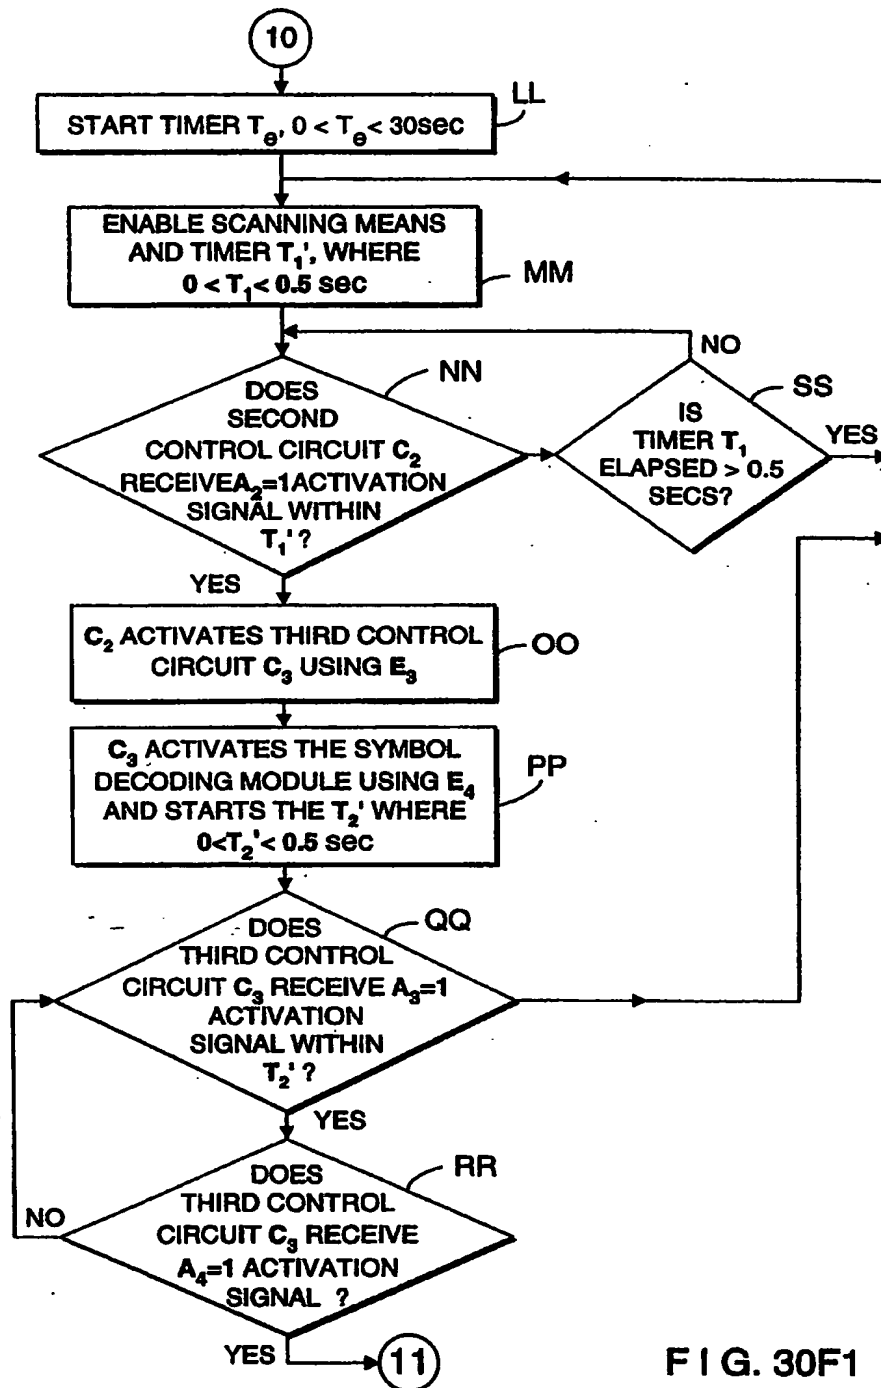 10
LL
START TIMER Te, 0 < Te < 30sec
ENABLE SCANNING MEANS
AND TIMER T1', WHERE
0 < T1 < 0.5 sec
MM
NO
NN
DOES
SECOND
CONTROL CIRCUIT C2
RECEIVEA2=1ACTIVATION
SIGNAL WITHIN
T1' ?
SS
IS
TIMER T1
ELAPSED > 0.5
SECS?
YES
YES
C2 ACTIVATES THIRD CONTROL
CIRCUIT C3 USING E3
OO
C3 ACTIVATES THE SYMBOL
DECODING MODULE USING E4
AND STARTS THE T2' WHERE
0<T2'< 0.5 sec
PP
QQ
DOES
THIRD CONTROL
CIRCUIT C3 RECEIVE A3=1
ACTIVATION
SIGNAL WITHIN
T2' ?
YES
RR
DOES
THIRD CONTROL
CIRCUIT C3 RECEIVE
A4=1 ACTIVATION
SIGNAL ?
NO
YES
11
FIG. 30F1